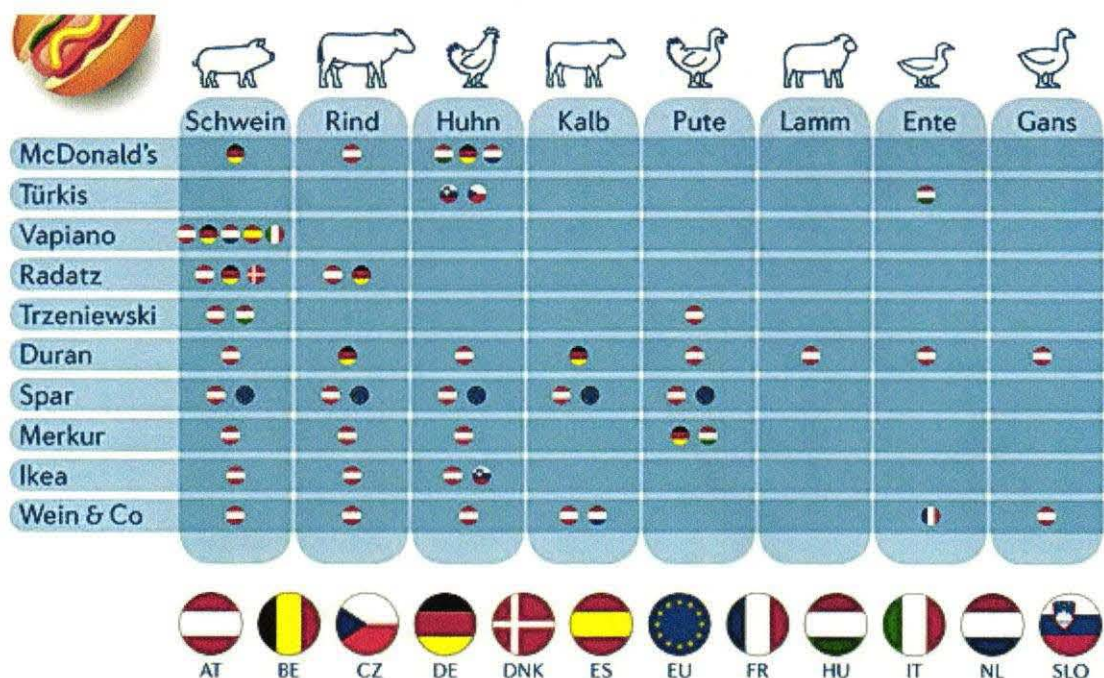 Schwein Rind Huhn Kalb Pute Lamm Ente Gans
McDonald's
Türkis
Vapiano
Radatz
Trzeniewski
Duran
Spar
Merkur
Ikea
Wein & Co
AT BE CZ DE DNK ES EU FR HU IT NL SLO